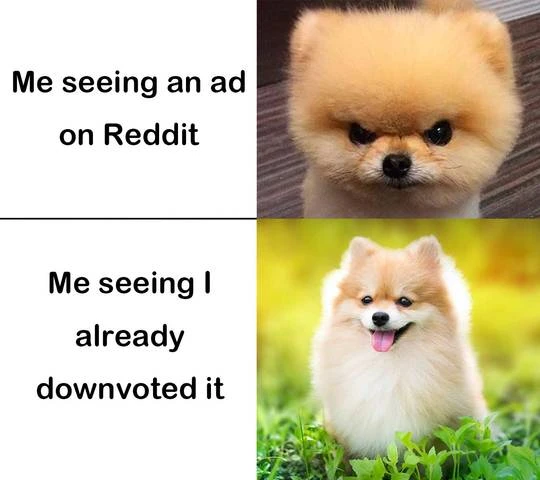 Me seeing an ad
on Reddit
Me seeing I
already
downvoted it